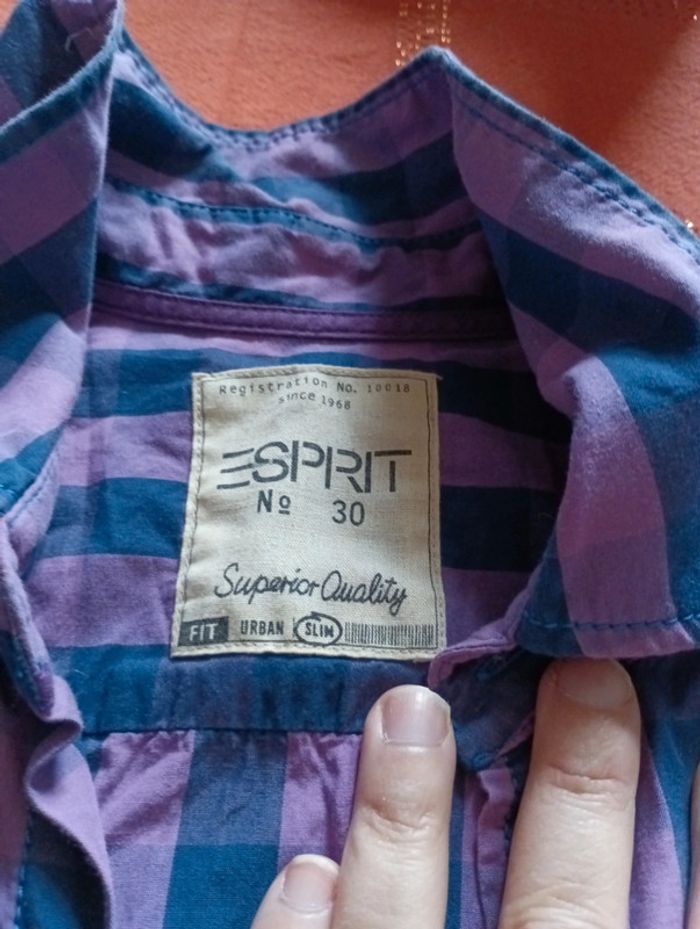 Registration No. 10018
since 1968
ESPRIT
Nº 30
Superior Quality
FIT URBAN SLIM